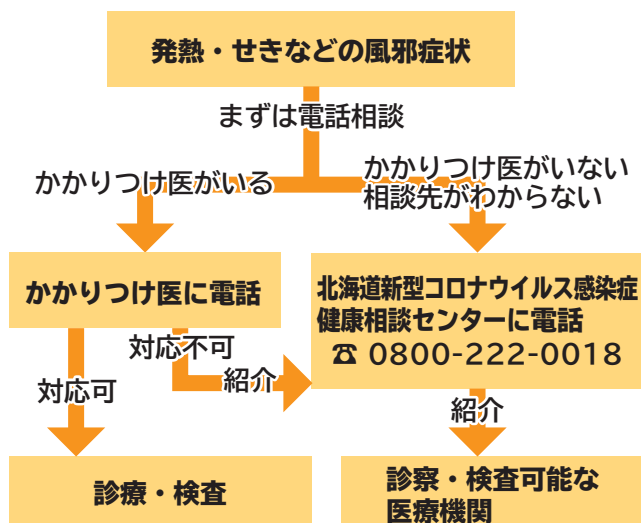 発熱・せきなどの風邪症状
まずは電話相談
かかりつけ医がいる
かかりつけ医がいない
相談先がわからない
かかりつけ医に電話
北海道新型コロナウイルス感染症
健康相談センターに電話
☎ 0800-222-0018
対応不可
紹介
対応可
紹介
診療・検査
診察・検査可能な
医療機関